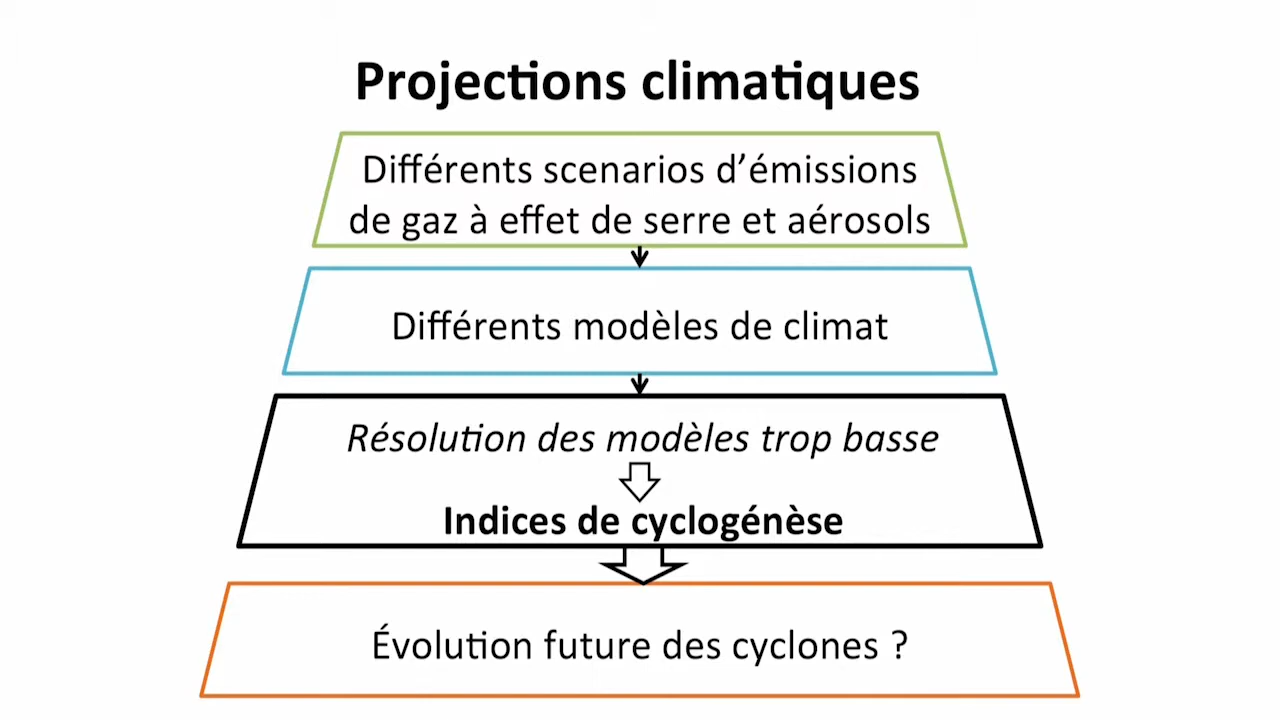 Projections climatiques
Différents scenarios d’émissions
de gaz à effet de serre et aérosols
Différents modèles de climat
Résolution des modèles trop basse
Indices de cyclogénèse
Évolution future des cyclones ?